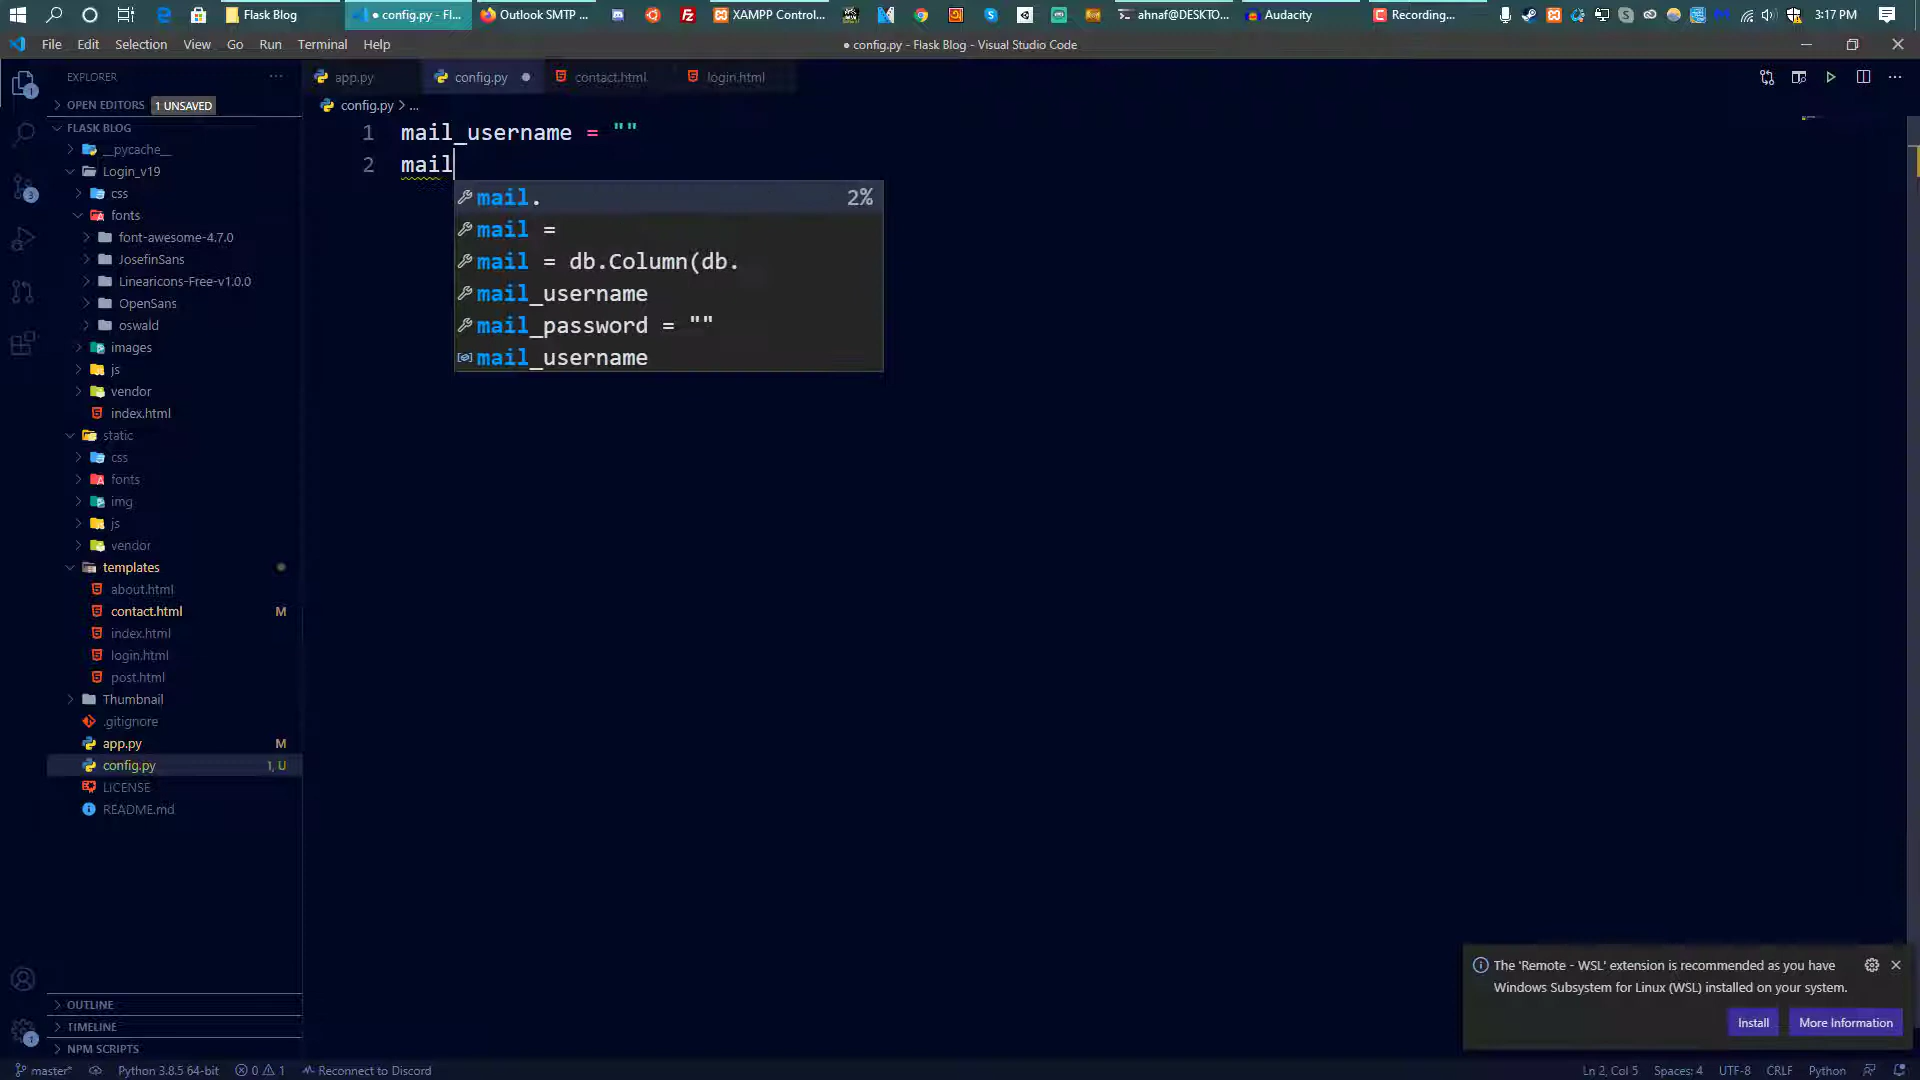 Flask Blog
● config.py - Fl...
Outlook SMTP ...
XAMPP Control...
ahnaf@DESKTO...
Audacity
Recording...
3:17 PM
File Edit Selection View Go Run Terminal Help
● config.py - Flask Blog - Visual Studio Code
EXPLORER
app.py
config.py
contact.html
login.html
OPEN EDITORS 1 UNSAVED
config.py > ...
FLASK BLOG
__pycache__
Login_v19
css
fonts
font-awesome-4.7.0
JosefinSans
Linearicons-Free-v1.0.0
OpenSans
oswald
images
js
vendor
index.html
static
css
fonts
img
js
vendor
templates
about.html
contact.html M
index.html
login.html
post.html
Thumbnail
.gitignore
app.py M
config.py 1, U
LICENSE
README.md
OUTLINE
TIMELINE
NPM SCRIPTS
1 mail_username = ""
2 mail
mail. 2%
mail =
mail = db.Column(db.
mail_username
mail_password = ""
mail_username
The 'Remote - WSL' extension is recommended as you have
Windows Subsystem for Linux (WSL) installed on your system.
Install
More Information
1
3
1
master*
Python 3.8.5 64-bit
0 1
Reconnect to Discord
Ln 2, Col 5
Spaces: 4
UTF-8
CRLF
Python